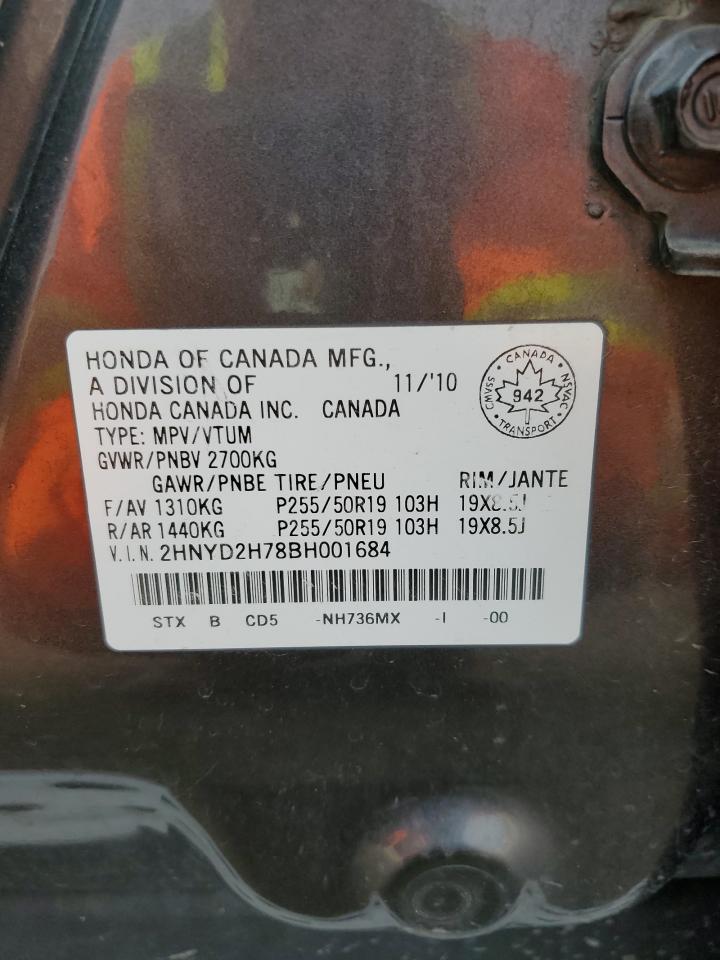 HONDA OF CANADA MFG.,
A DIVISION OF 11/'10
HONDA CANADA INC. CANADA
TYPE: MPV/VTUM
GVWR/PNBV 2700KG
GAWR/PNBE TIRE/PNEU RIM/JANTE
F/AV 1310KG P255/50R19 103H 19X8.5J
R/AR 1440KG P255/50R19 103H 19X8.5J
V.I.N. 2HNYD2H78BH001684
STX B CD5 -NH736MX -I -00
CANADA
CMVSS 942 NSVAC
TRANSPORT